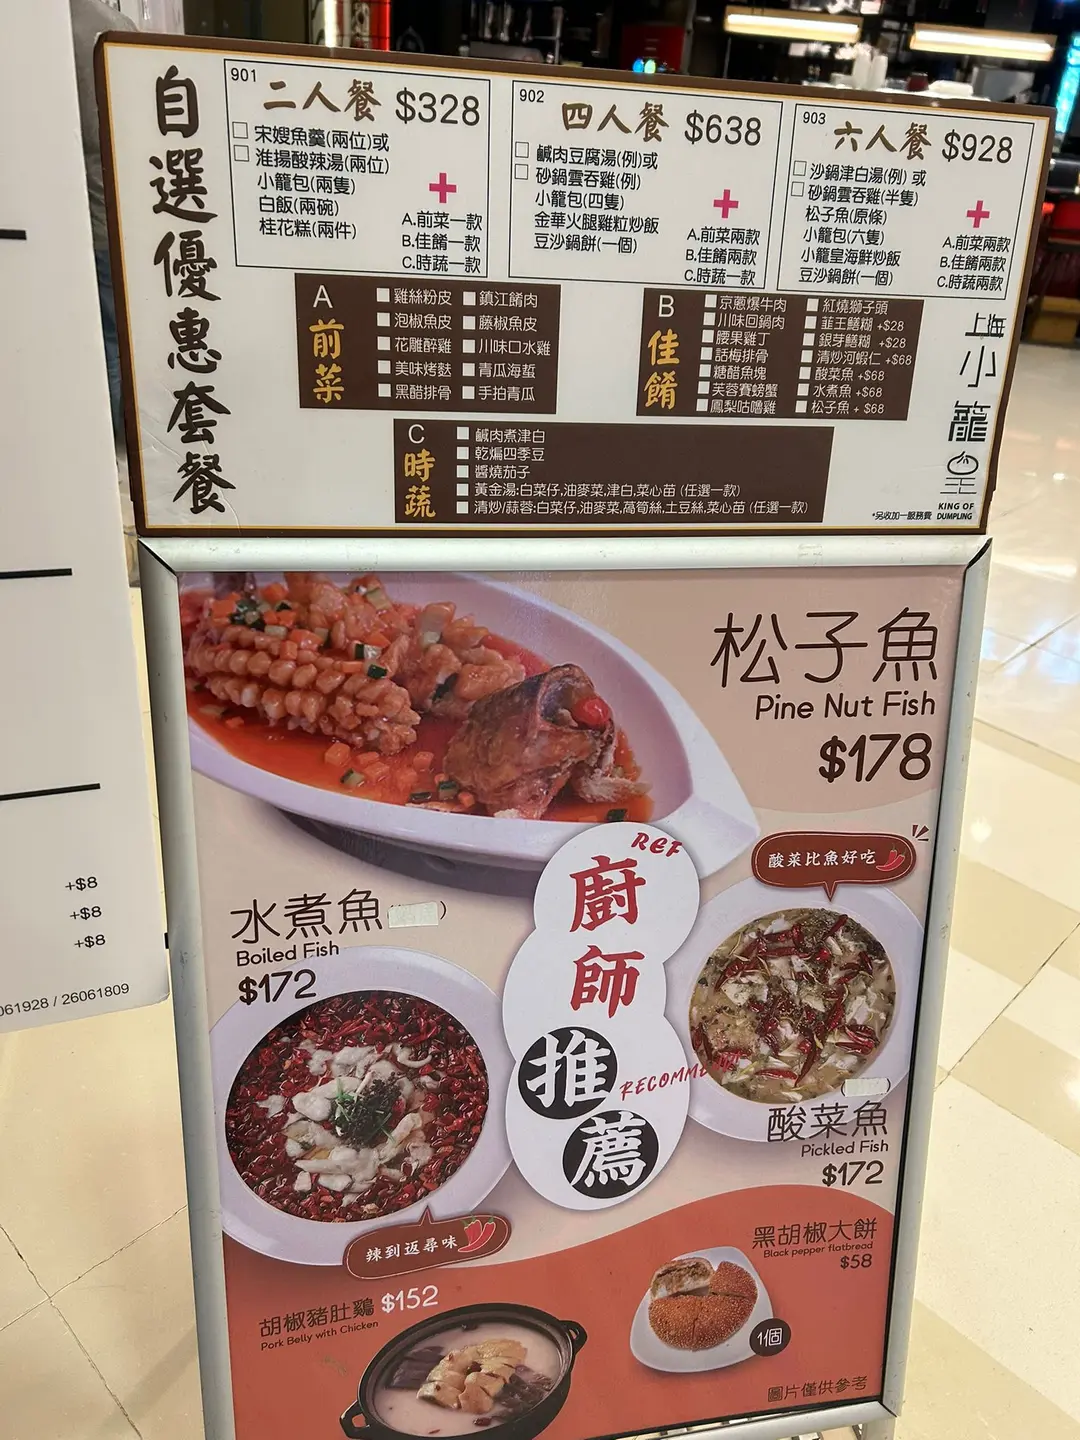 自選優惠套餐
901 二人餐 $328
□ 宋嫂魚羹(兩位)或
□ 淮揚酸辣湯(兩位)
小籠包(兩隻)
白飯(兩碗)
桂花糕(兩件)
+
A.前菜一款
B.佳餚一款
C.時蔬一款
902 四人餐 $638
□ 鹹肉豆腐湯(例)或
□ 砂鍋雲吞雞(例)
小籠包(四隻)
金華火腿雞粒炒飯
豆沙鍋餅(一個)
+
A.前菜兩款
B.佳餚兩款
C.時蔬一款
903 六人餐 $928
□ 沙鍋津白湯(例) 或
□ 砂鍋雲吞雞(半隻)
松子魚(原條)
小籠包(六隻)
小籠皇海鮮炒飯
豆沙鍋餅(一個)
+
A.前菜兩款
B.佳餚兩款
C.時蔬兩款
A 前菜
雞絲粉皮 鎮江餚肉
泡椒魚皮 藤椒魚皮
花雕醉雞 川味口水雞
美味烤麩 青瓜海蜇
黑醋排骨 手拍青瓜
B 佳餚
京蔥爆牛肉 紅燒獅子頭
川味回鍋肉 韮王鱔糊 +$28
腰果雞丁 銀芽鱔糊 +$28
話梅排骨 清炒河蝦仁 +$68
糖醋魚塊 酸菜魚 +$68
芙蓉賽螃蟹 水煮魚 +$68
鳳梨咕嚕雞 松子魚 + $68
C 時蔬
鹹肉煮津白
乾煸四季豆
醬燒茄子
黃金湯:白菜仔,油麥菜,津白,菜心苗 (任選一款)
清炒/蒜蓉:白菜仔,油麥菜,萵筍絲,土豆絲,菜心苗 (任選一款)
上海小籠皇
KING OF
DUMPLING
*另收加一服務費
松子魚
Pine Nut Fish
$178
REF
廚師推薦
RECOMME
酸菜比魚好吃
水煮魚
Boiled Fish
$172
酸菜魚
Pickled Fish
$172
辣到返尋味
胡椒豬肚鷄 $152
Pork Belly with Chicken
黑胡椒大餅
Black pepper flatbread
$58
1個
圖片僅供參考
+$8
+$8
+$8
061928 / 26061809